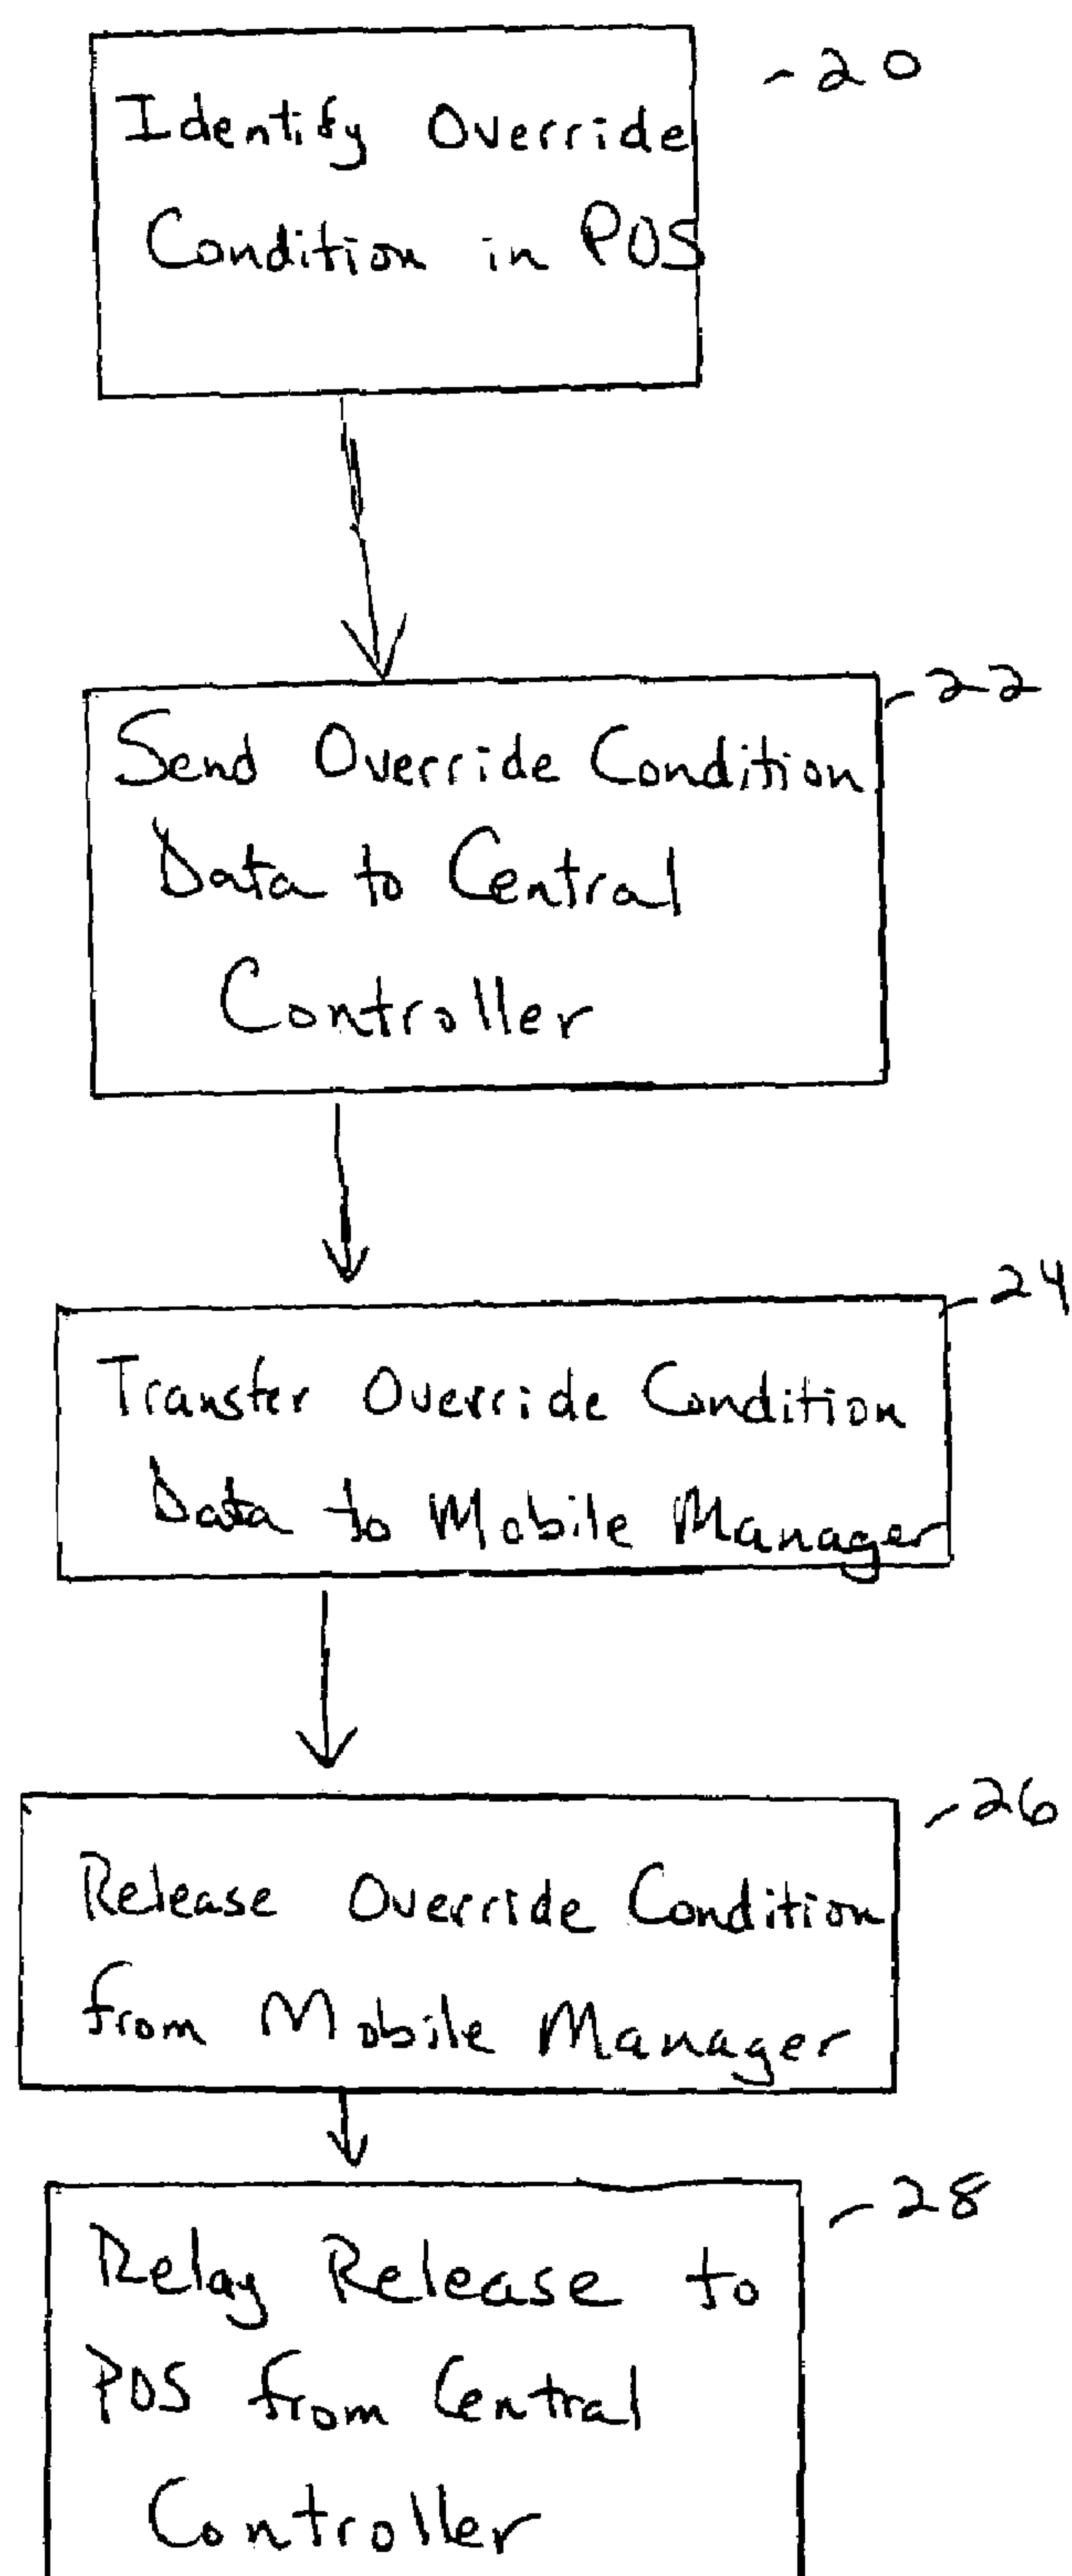 20
Identify Override
Condition in POS
22
Send Override Condition
Data to Central
Controller
24
Transfer Override Condition
Data to Mobile Manager
26
Release Override Condition
from Mobile Manager
28
Relay Release to
POS from Central
Controller